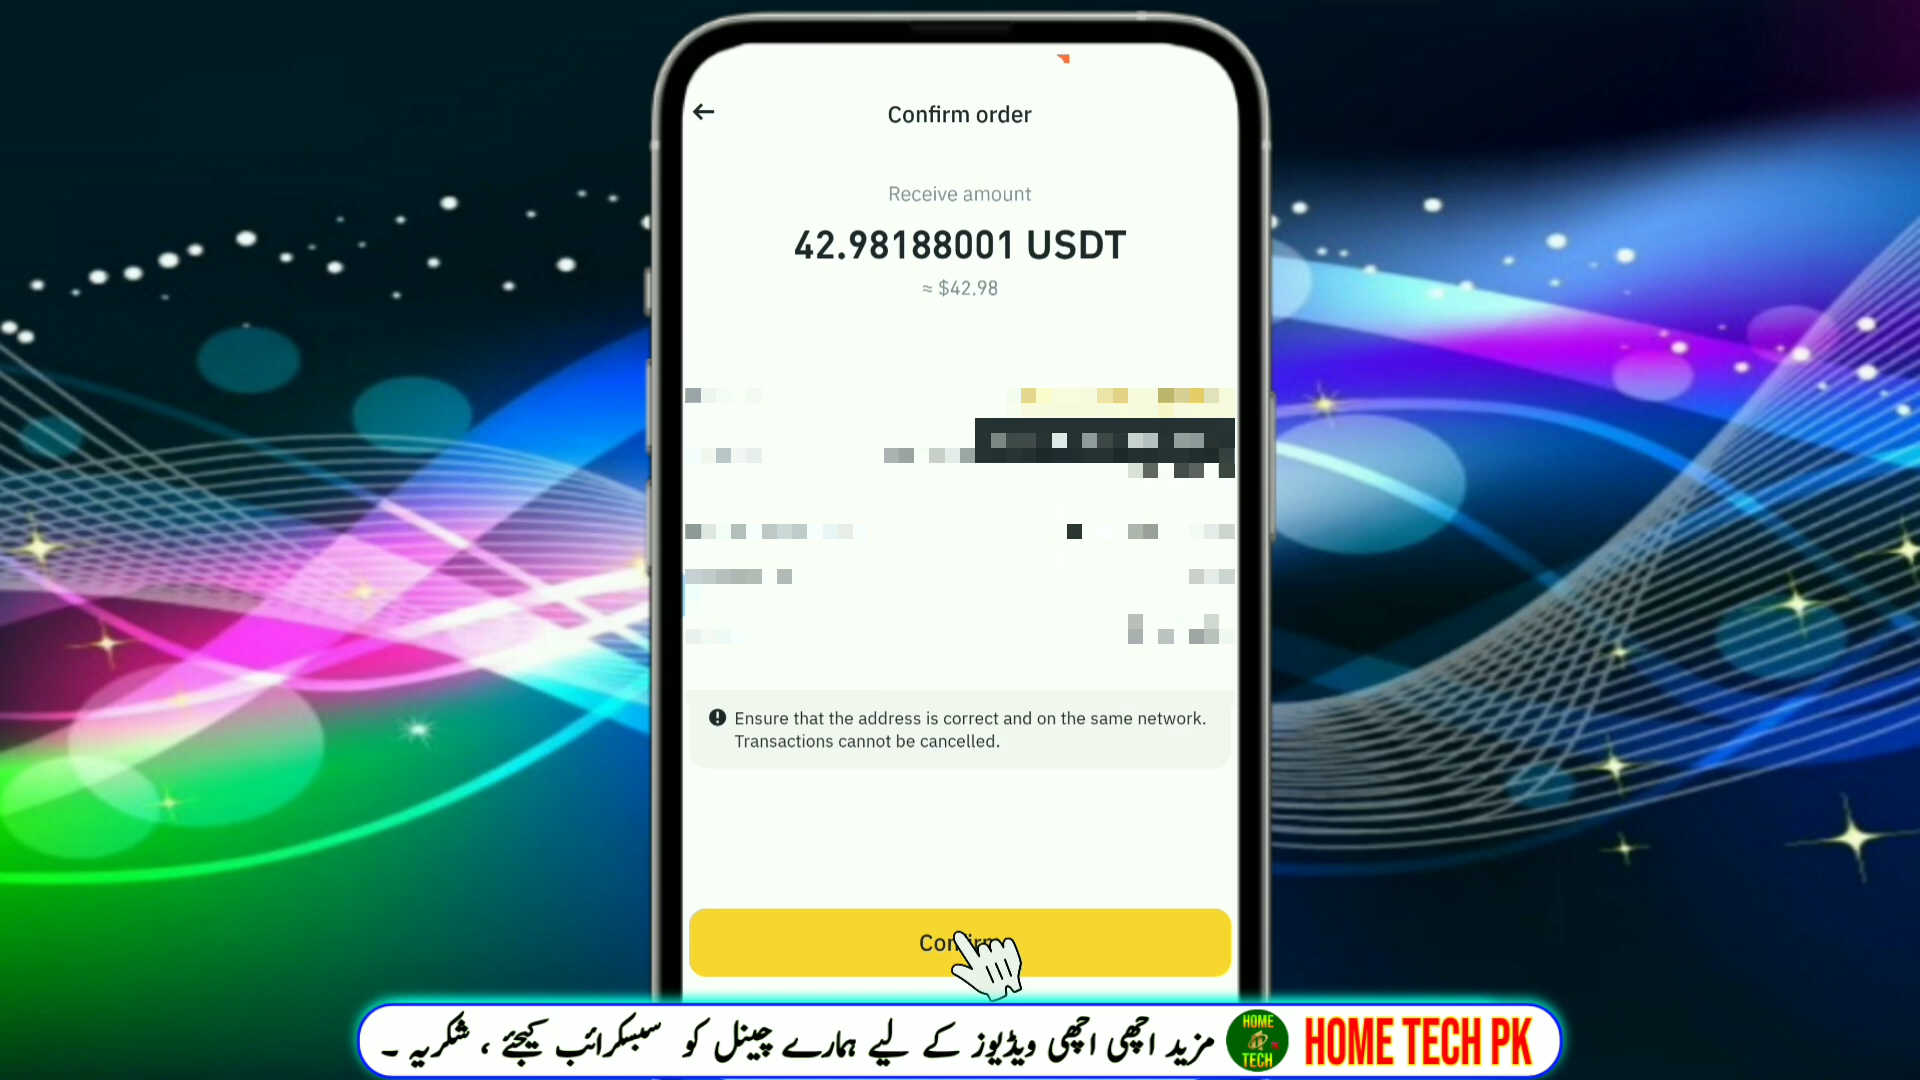 Confirm order
Receive amount
42.98188001 USDT
≈ $42.98
Ensure that the address is correct and on the same network.
Transactions cannot be cancelled.
Confirm
مزید اچھی اچھی ویڈیوز کے لیے ہمارے چینل کو سبسکرائب کیجئے ، شکریہ ۔
HOME
TECH
HOME TECH PK